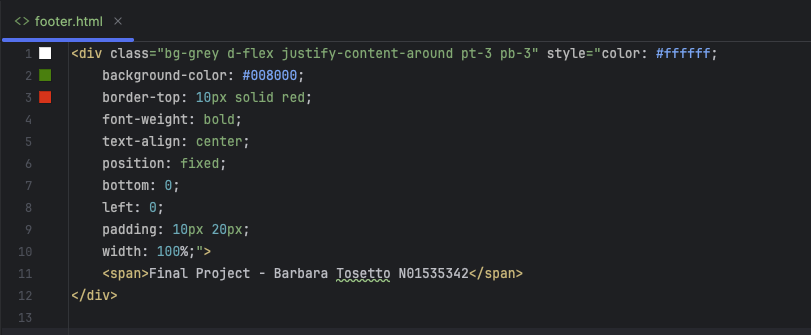 <> footer.html ×
1 <div class="bg-grey d-flex justify-content-around pt-3 pb-3" style="color: #ffffff;
2 background-color: #008000;
3 border-top: 10px solid red;
4 font-weight: bold;
5 text-align: center;
6 position: fixed;
7 bottom: 0;
8 left: 0;
9 padding: 10px 20px;
10 width: 100%;">
11 <span>Final Project - Barbara Tosetto N01535342</span>
12 </div>
13